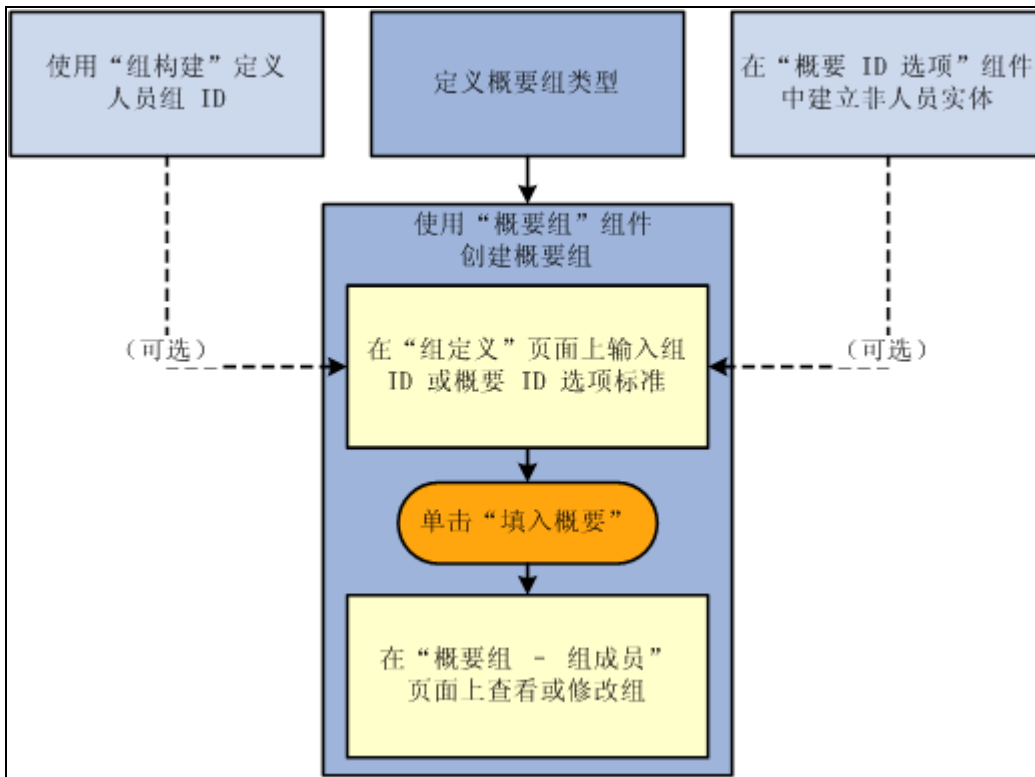 使用“组构建”定义
人员组 ID
定义概要组类型
在“概要 ID 选项”组件
中建立非人员实体
使用“概要组”组件
创建概要组
(可选)
在“组定义”页面上输入组
ID 或概要 ID 选项标准
(可选)
单击“填入概要”
在“概要组 - 组成员”
页面上查看或修改组